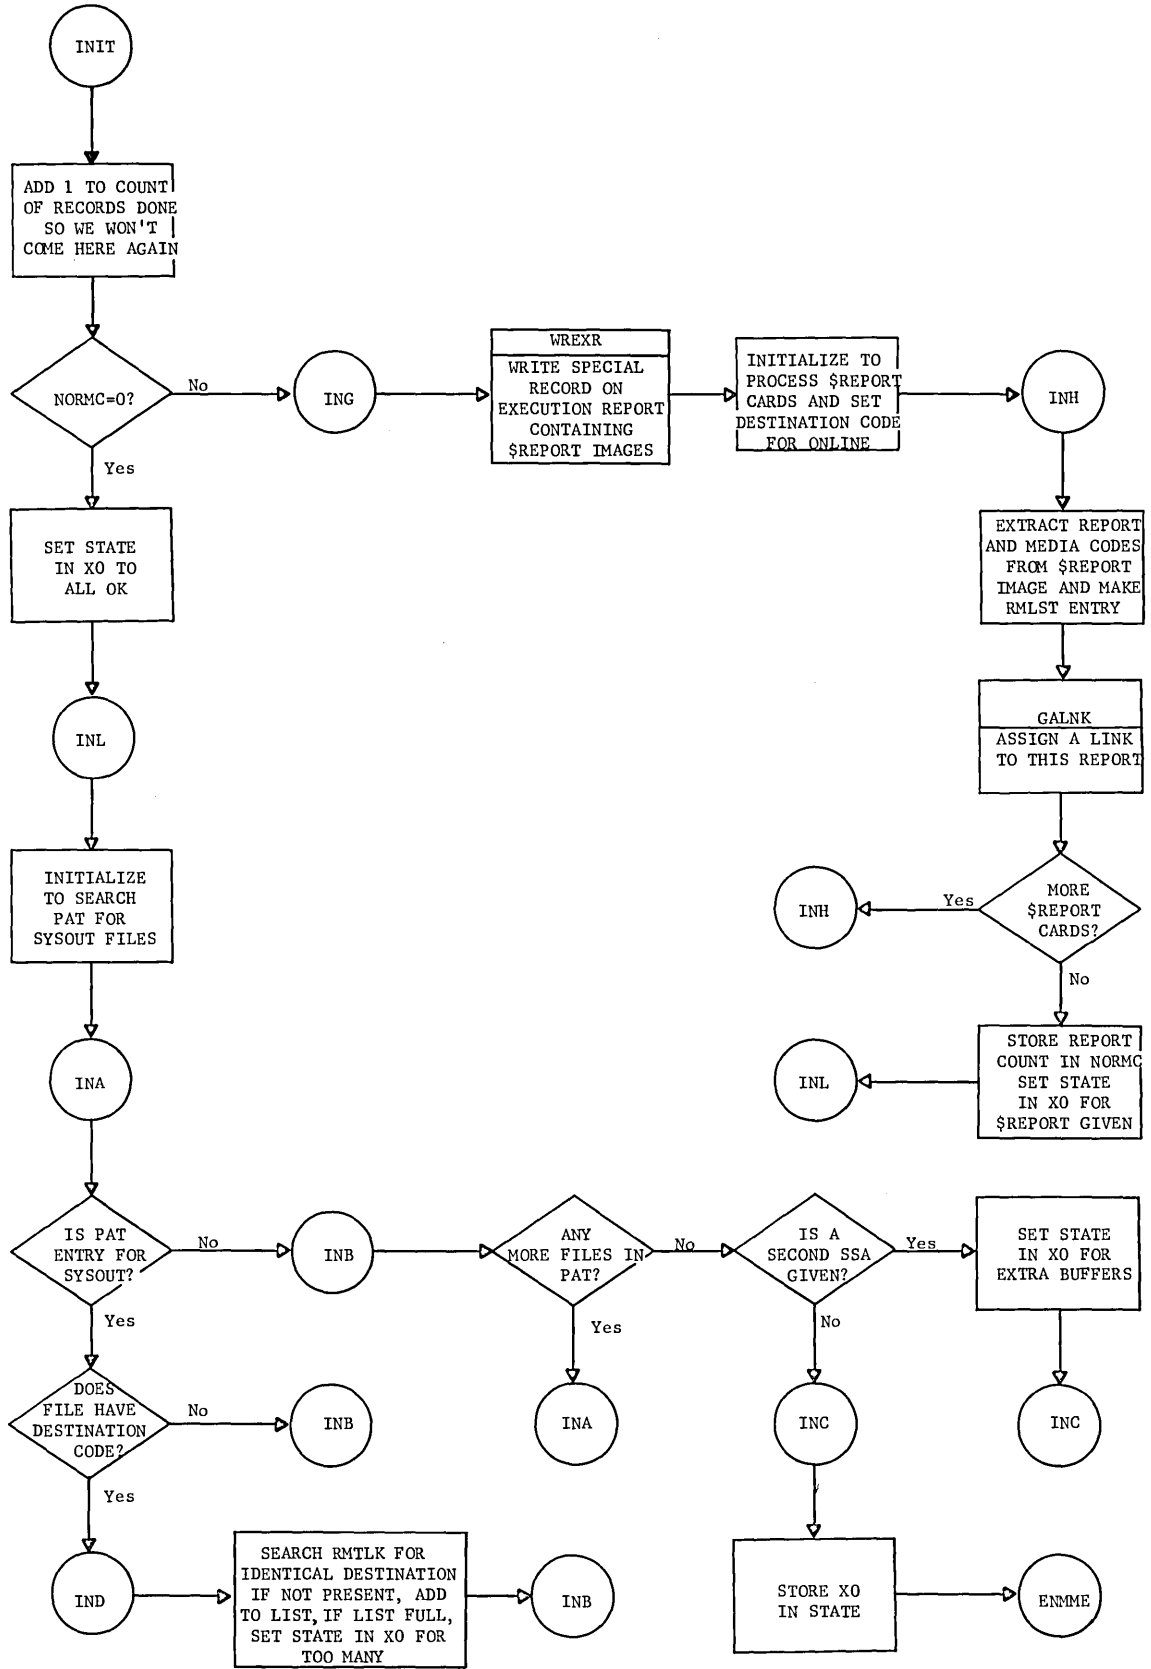 INIT
ADD 1 TO COUNT
OF RECORDS DONE
SO WE WON'T
COME HERE AGAIN
NORMC=0?
No
Yes
ING
WREXR
WRITE SPECIAL
RECORD ON
EXECUTION REPORT
CONTAINING
$REPORT IMAGES
INITIALIZE TO
PROCESS $REPORT
CARDS AND SET
DESTINATION CODE
FOR ONLINE
INH
SET STATE
IN X0 TO
ALL OK
EXTRACT REPORT
AND MEDIA CODES
FROM $REPORT
IMAGE AND MAKE
RMLST ENTRY
INL
GALNK
ASSIGN A LINK
TO THIS REPORT
INITIALIZE
TO SEARCH
PAT FOR
SYSOUT FILES
INH
Yes
MORE
$REPORT
CARDS?
No
INA
INL
STORE REPORT
COUNT IN NORMC
SET STATE
IN X0 FOR
$REPORT GIVEN
IS PAT
ENTRY FOR
SYSOUT?
No
Yes
INB
ANY
MORE FILES IN
PAT?
No
Yes
IS A
SECOND SSA
GIVEN?
Yes
No
SET STATE
IN X0 FOR
EXTRA BUFFERS
DOES
FILE HAVE
DESTINATION
CODE?
No
Yes
INB
INA
INC
INC
IND
SEARCH RMTLK FOR
IDENTICAL DESTINATION
IF NOT PRESENT, ADD
TO LIST, IF LIST FULL,
SET STATE IN X0 FOR
TOO MANY
INB
STORE X0
IN STATE
ENMME